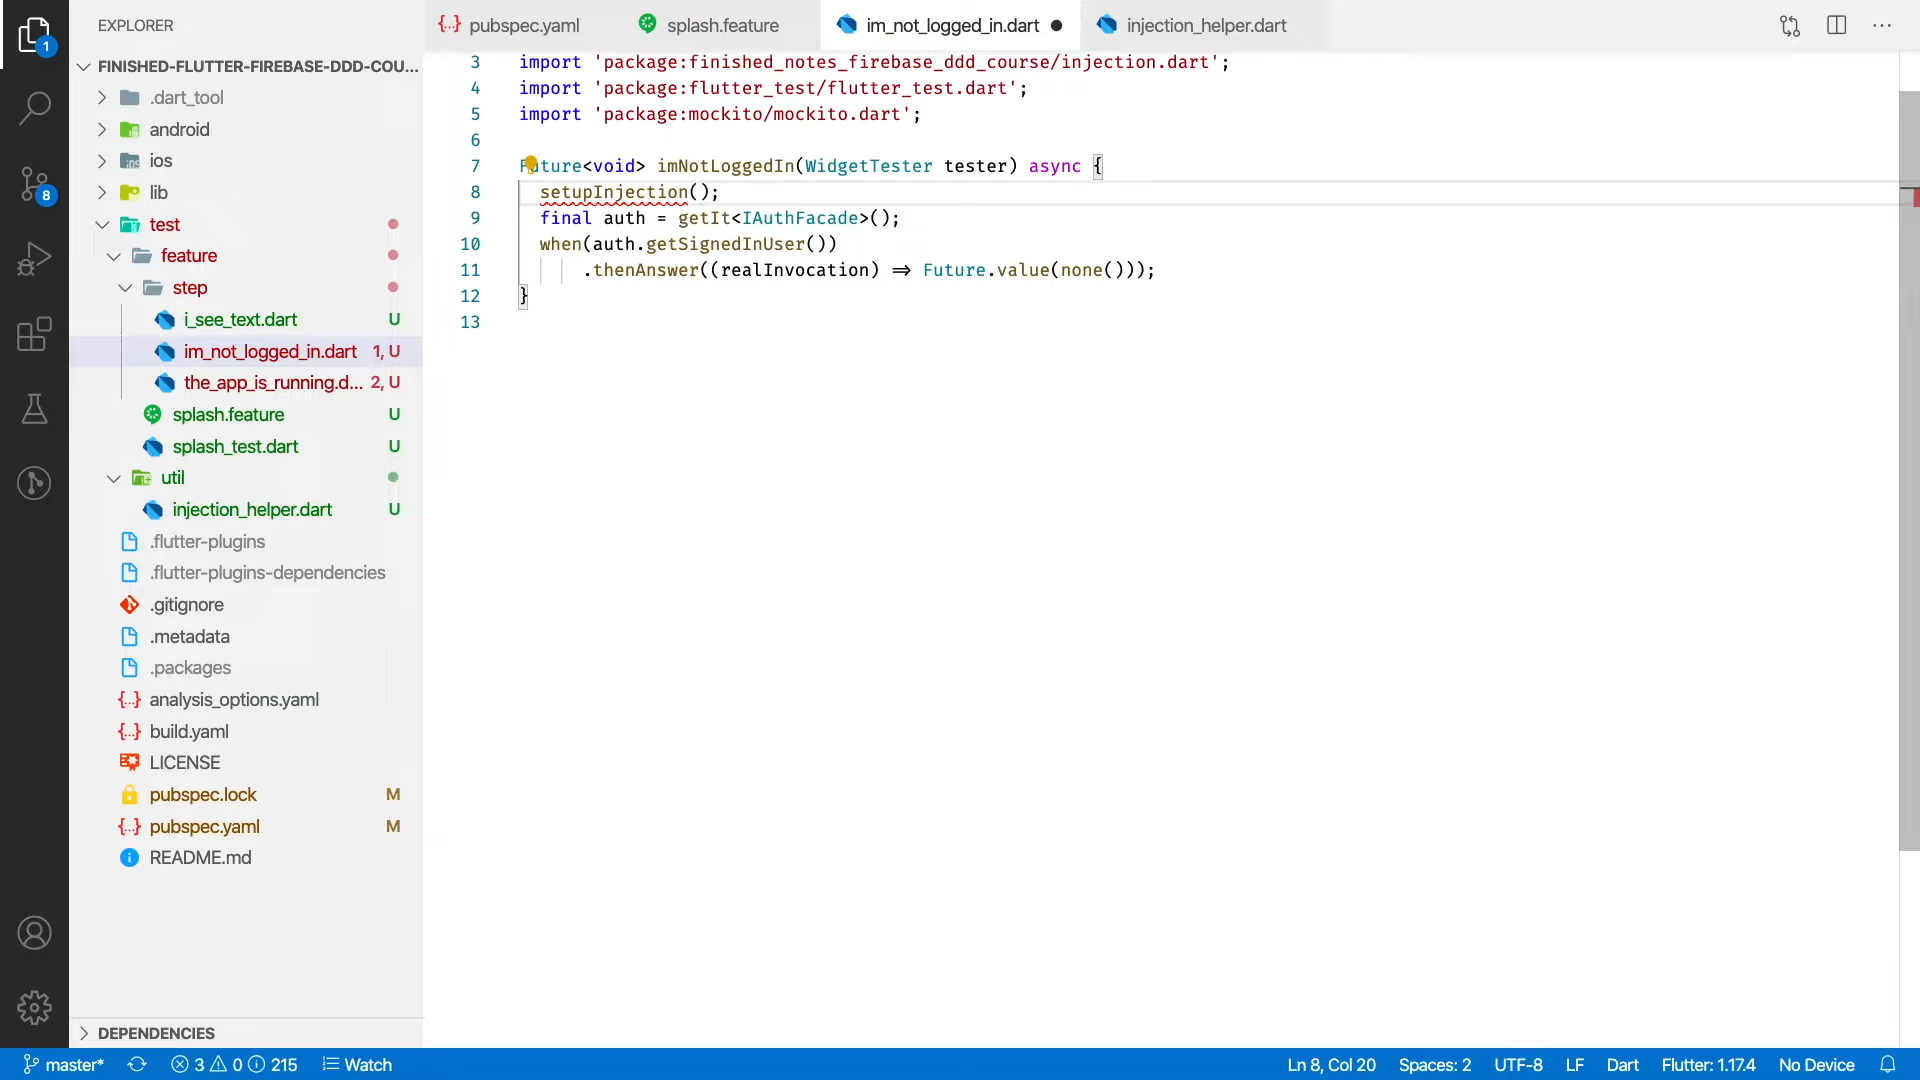 EXPLORER
FINISHED-FLUTTER-FIREBASE-DDD-COU...
.dart_tool
android
ios
lib
test
feature
step
i_see_text.dart U
im_not_logged_in.dart 1, U
the_app_is_running.d... 2, U
splash.feature U
splash_test.dart U
util
injection_helper.dart U
.flutter-plugins
.flutter-plugins-dependencies
.gitignore
.metadata
.packages
analysis_options.yaml
build.yaml
LICENSE
pubspec.lock M
pubspec.yaml M
README.md
DEPENDENCIES
1
8
pubspec.yaml splash.feature im_not_logged_in.dart injection_helper.dart
3 import 'package:finished_notes_firebase_ddd_course/injection.dart';
4 import 'package:flutter_test/flutter_test.dart';
5 import 'package:mockito/mockito.dart';
6
7 Future<void> imNotLoggedIn(WidgetTester tester) async {
8 setupInjection();
9 final auth = getIt<IAuthFacade>();
10 when(auth.getSignedInUser())
11 .thenAnswer((realInvocation) => Future.value(none()));
12 }
13
master* 3 0 215 Watch Ln 8, Col 20 Spaces: 2 UTF-8 LF Dart Flutter: 1.17.4 No Device